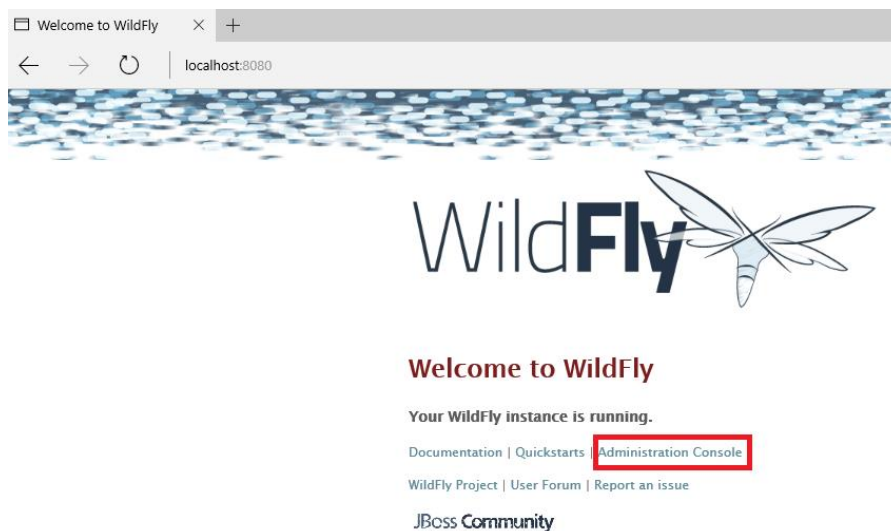 Welcome to WildFly
localhost:8080
WildFly
Welcome to WildFly
Your WildFly instance is running.
Documentation | Quickstarts | Administration Console
WildFly Project | User Forum | Report an issue
JBoss Community